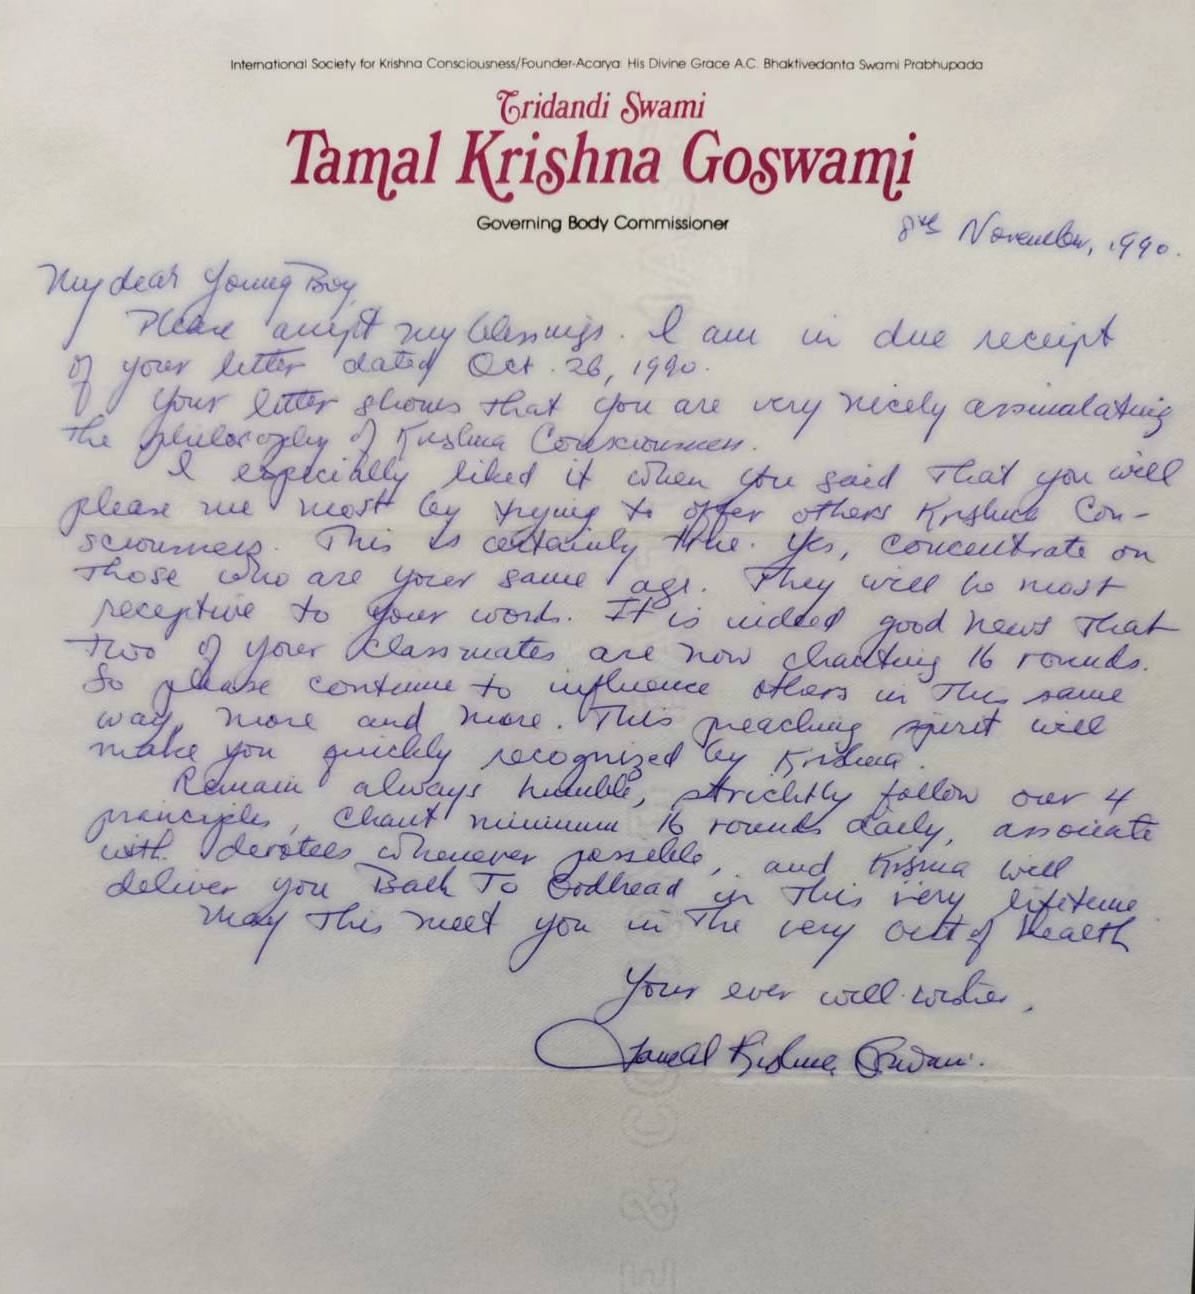 International Society for Krishna Consciousness/Founder-Acarya: His Divine Grace A.C. Bhaktivedanta Swami Prabhupada
Tridandi Swami
Tamal Krishna Goswami
Governing Body Commissioner
8th November, 1990.
My dear Young Boy,
Please accept my blessings. I am in due receipt
of your letter dated Oct. 26, 1990.
Your letter shows that you are very nicely assimalating
the philosophy of Krishna Consciousness.
I especially liked it when you said that you will
please me most by trying to offer others Krishna Con-
sciousness. This is certainly true. Yes, concentrate on
those who are your same age. They will be most
receptive to your words. It is indeed good news that
two of your classmates are now chanting 16 rounds.
So please continue to influence others in this same
way, more and more. This preaching spirit will
make you quickly recognized by Krishna.
Remain always humble, strichtly follow our 4
principles, chant minimum 16 rounds daily, associate
with devotees whenever possible, and Krishna will
deliver you Back To Godhead in this very lifetime.
May this meet you in the very best of health
Your ever well-wisher,
Tamal Krishna Goswami.